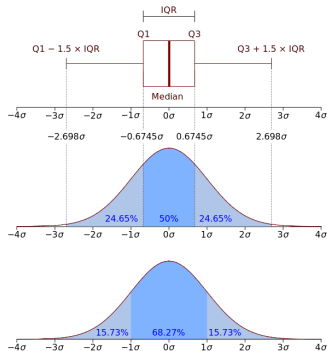 IQR
Q1 Q3
Q1 − 1.5 × IQR Q3 + 1.5 × IQR
Median
−4σ −3σ −2σ −1σ 0σ 1σ 2σ 3σ 4σ
−2.698σ −0.6745σ 0.6745σ 2.698σ
24.65% 50% 24.65%
−4σ −3σ −2σ −1σ 0σ 1σ 2σ 3σ 4σ
15.73% 68.27% 15.73%
−4σ −3σ −2σ −1σ 0σ 1σ 2σ 3σ 4σ